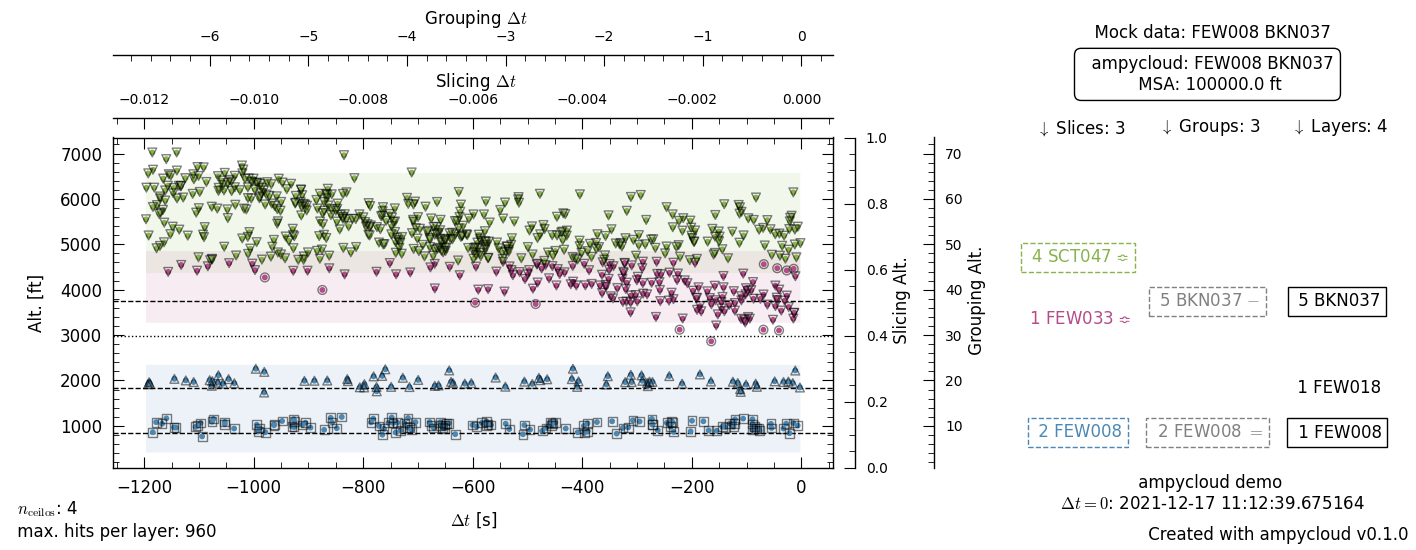 Grouping Δt
−6 −5 −4 −3 −2 −1 0
Slicing Δt
−0.012 −0.010 −0.008 −0.006 −0.004 −0.002 0.000
Mock data: FEW008 BKN037
ampycloud: FEW008 BKN037
MSA: 100000.0 ft
↓ Slices: 3 ↓ Groups: 3 ↓ Layers: 4
Alt. [ft]
7000
6000
5000
4000
3000
2000
1000
−1200 −1000 −800 −600 −400 −200 0
Δt [s]
1.0
0.8
0.6
0.4
0.2
0.0
Slicing Alt.
70
60
50
40
30
20
10
Grouping Alt.
4 SCT047 ≎
5 BKN037 − 5 BKN037
1 FEW033 ≎
1 FEW018
2 FEW008 2 FEW008 = 1 FEW008
n_ceilos: 4
max. hits per layer: 960
ampycloud demo
Δt = 0: 2021-12-17 11:12:39.675164
Created with ampycloud v0.1.0